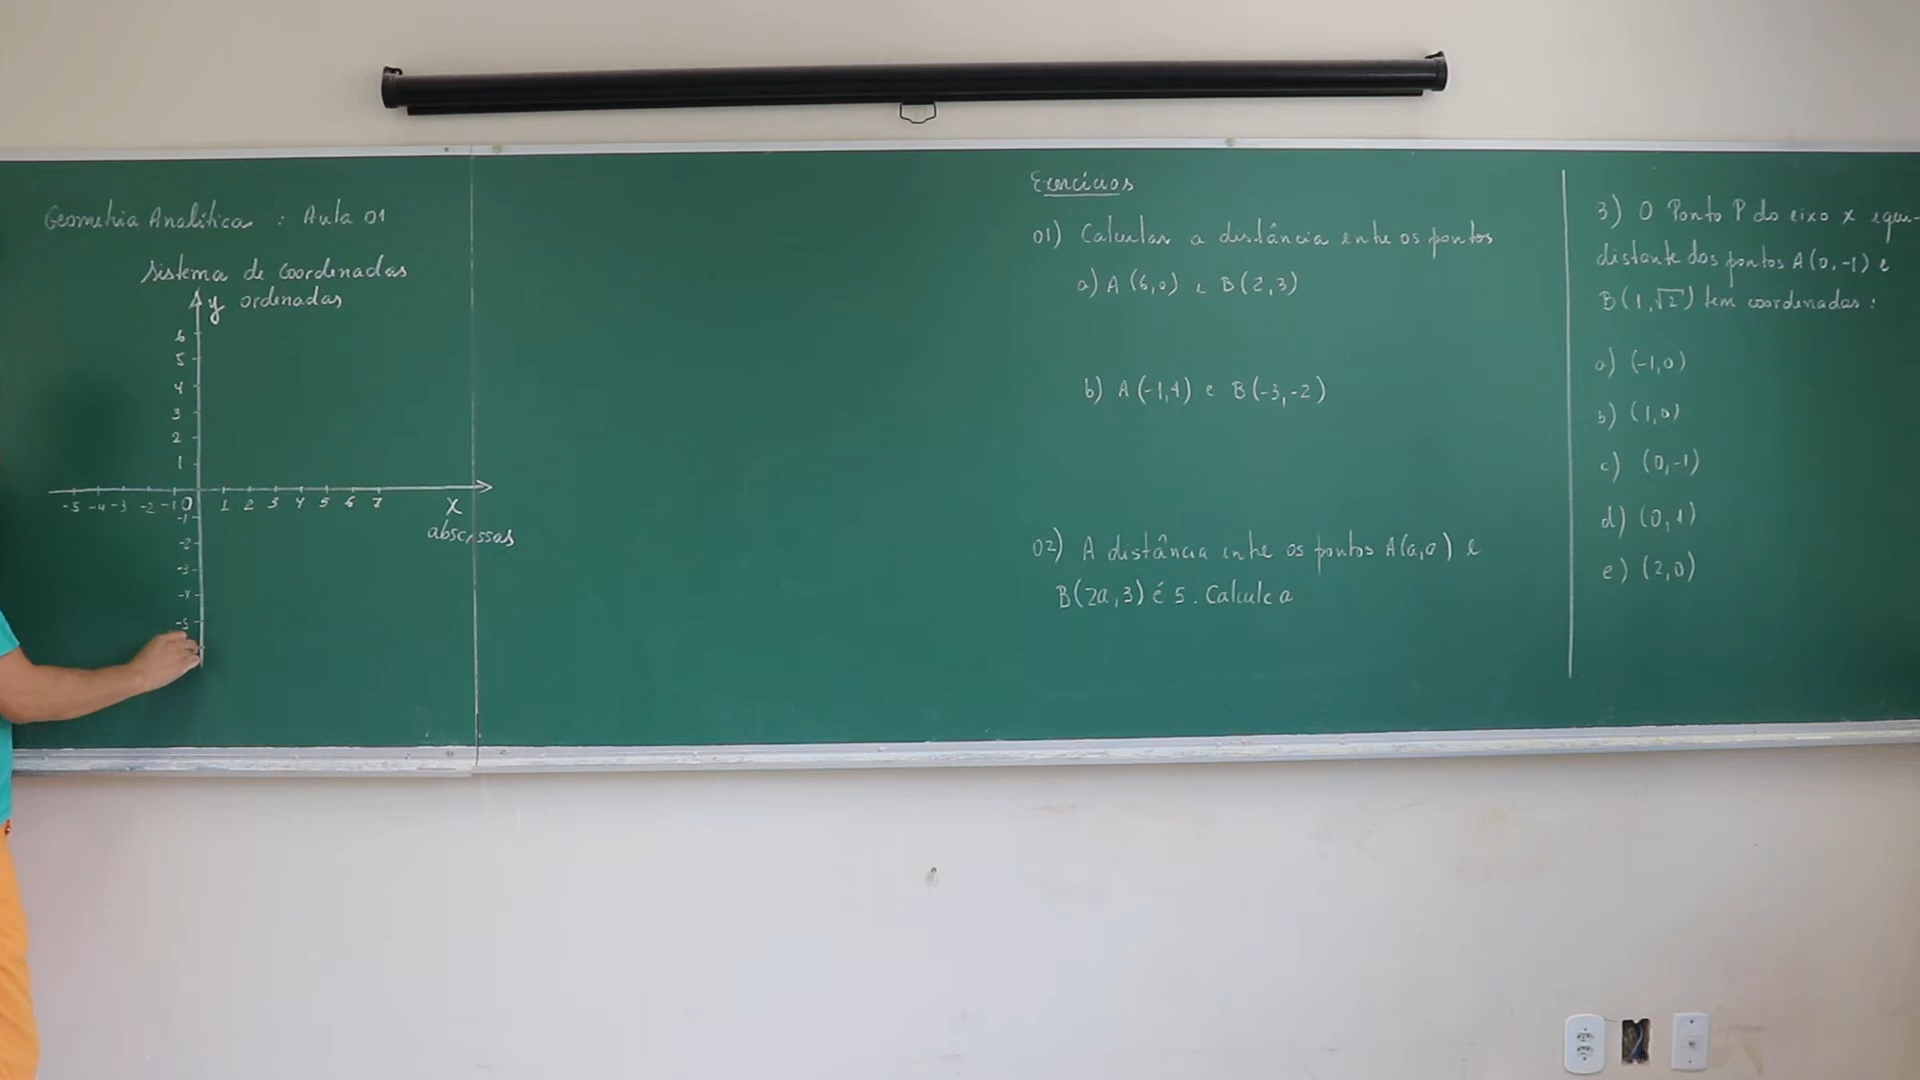 Geometria Analítica : Aula 01
Sistema de Coordenadas
y ordenadas
6
5
4
3
2
1
-5 -4 -3 -2 -1 0 1 2 3 4 5 6 7 x
abscissas
-1
-2
-3
-4
-5
Exercícios
01) Calcular a distância entre os pontos
a) A (6,0) e B(2,3)
b) A (-1,4) e B(-3,-2)
02) A distância entre os pontos A(a,0) e
B(2a,3) é 5. Calcule a
3) O Ponto P do eixo x equi-
distante dos pontos A(0,-1) e
B(1,√2) tem coordenadas:
a) (-1,0)
b) (1,0)
c) (0,-1)
d) (0,1)
e) (2,0)